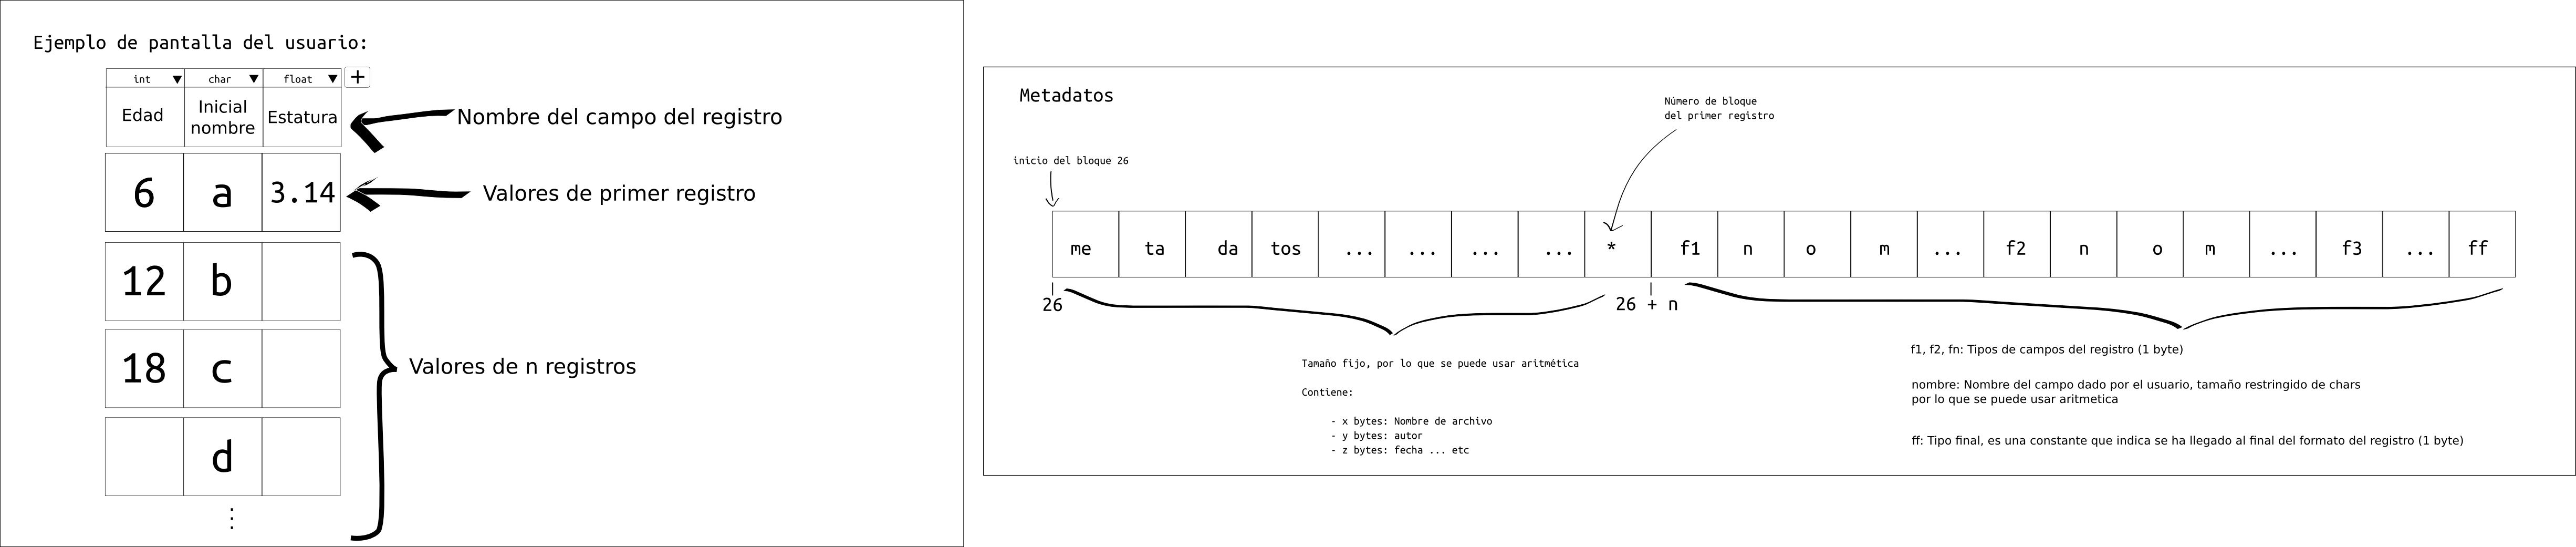 Ejemplo de pantalla del usuario:
int ▼ char ▼ float ▼ +
Edad
Inicial
nombre
Estatura
Nombre del campo del registro
6 a 3.14
Valores de primer registro
12 b
18 c
Valores de n registros
d
⋮
Metadatos
Número de bloque
del primer registro
inicio del bloque 26
me ta da tos ... ... ... ... * f1 n o m ... f2 n o m ... f3 ... ff
26
26 + n
Tamaño fijo, por lo que se puede usar aritmética
Contiene:
- x bytes: Nombre de archivo
- y bytes: autor
- z bytes: fecha ... etc
f1, f2, fn: Tipos de campos del registro (1 byte)
nombre: Nombre del campo dado por el usuario, tamaño restringido de chars
por lo que se puede usar aritmetica
ff: Tipo final, es una constante que indica se ha llegado al final del formato del registro (1 byte)